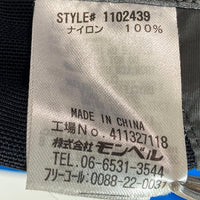 STYLE# 1102439
ナイロン 100%
MADE IN CHINA
工場No. 411327118
株式会社モンベル
TEL. 06-6531-3544
フリーコール: 0088-22-0031